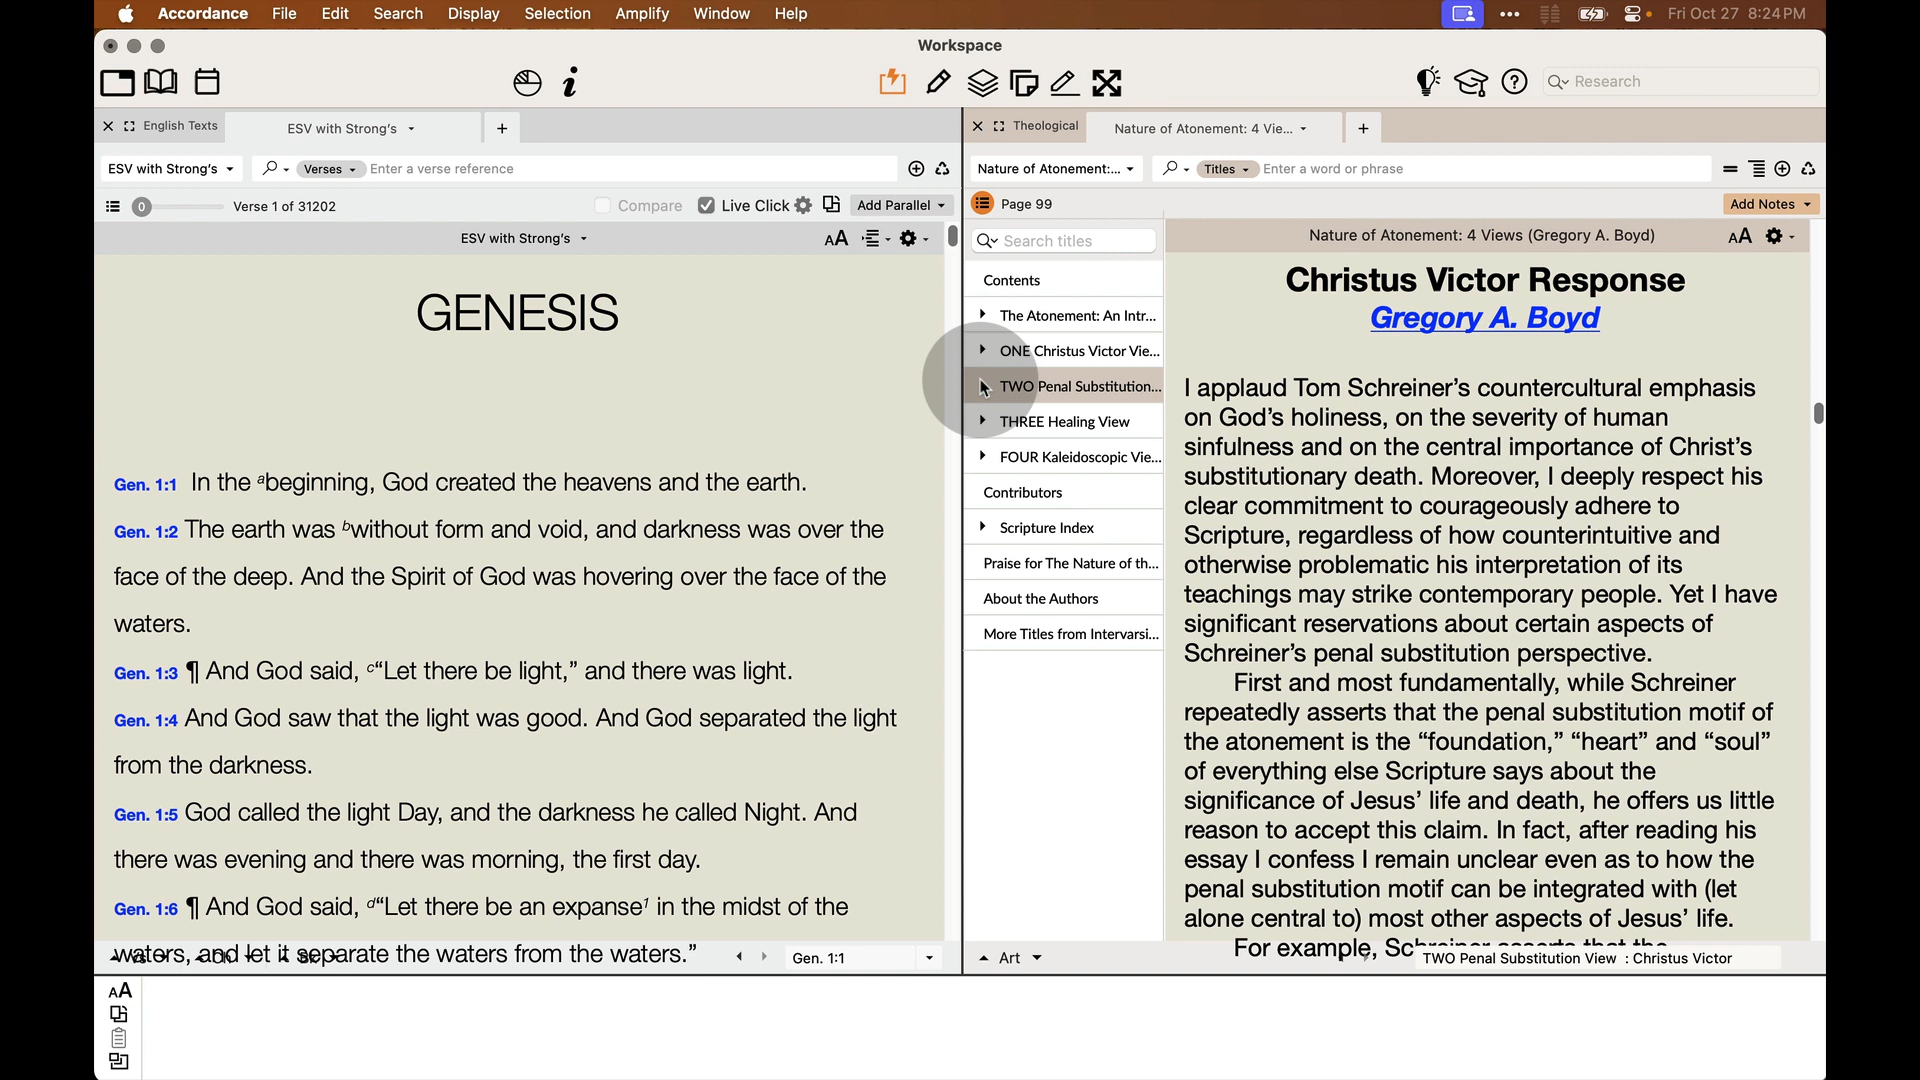 Accordance File Edit Search Display Selection Amplify Window Help Fri Oct 27 8:24 PM
Workspace
Research
English Texts ESV with Strong’s
ESV with Strong’s Verses Enter a verse reference
0 Verse 1 of 31202 Compare Live Click Add Parallel
ESV with Strong’s AA
GENESIS
Gen. 1:1 In the ᵃbeginning, God created the heavens and the earth.
Gen. 1:2 The earth was ᵇwithout form and void, and darkness was over the
face of the deep. And the Spirit of God was hovering over the face of the
waters.
Gen. 1:3 ¶ And God said, ᶜ“Let there be light,” and there was light.
Gen. 1:4 And God saw that the light was good. And God separated the light
from the darkness.
Gen. 1:5 God called the light Day, and the darkness he called Night. And
there was evening and there was morning, the first day.
Gen. 1:6 ¶ And God said, ᵈ“Let there be an expanse¹ in the midst of the
waters, and let it separate the waters from the waters.”
Gen. 1:1
Theological Nature of Atonement: 4 Vie...
Nature of Atonement:... Titles Enter a word or phrase
Page 99 Add Notes
Search titles
Contents
The Atonement: An Intr...
ONE Christus Victor Vie...
TWO Penal Substitution...
THREE Healing View
FOUR Kaleidoscopic Vie...
Contributors
Scripture Index
Praise for The Nature of th...
About the Authors
More Titles from Intervarsi...
Nature of Atonement: 4 Views (Gregory A. Boyd) AA
Christus Victor Response
Gregory A. Boyd
I applaud Tom Schreiner’s countercultural emphasis
on God’s holiness, on the severity of human
sinfulness and on the central importance of Christ’s
substitutionary death. Moreover, I deeply respect his
clear commitment to courageously adhere to
Scripture, regardless of how counterintuitive and
otherwise problematic his interpretation of its
teachings may strike contemporary people. Yet I have
significant reservations about certain aspects of
Schreiner’s penal substitution perspective.
First and most fundamentally, while Schreiner
repeatedly asserts that the penal substitution motif of
the atonement is the “foundation,” “heart” and “soul”
of everything else Scripture says about the
significance of Jesus’ life and death, he offers us little
reason to accept this claim. In fact, after reading his
essay I confess I remain unclear even as to how the
penal substitution motif can be integrated with (let
alone central to) most other aspects of Jesus’ life.
For example, Schreiner asserts that the
Art TWO Penal Substitution View : Christus Victor
AA